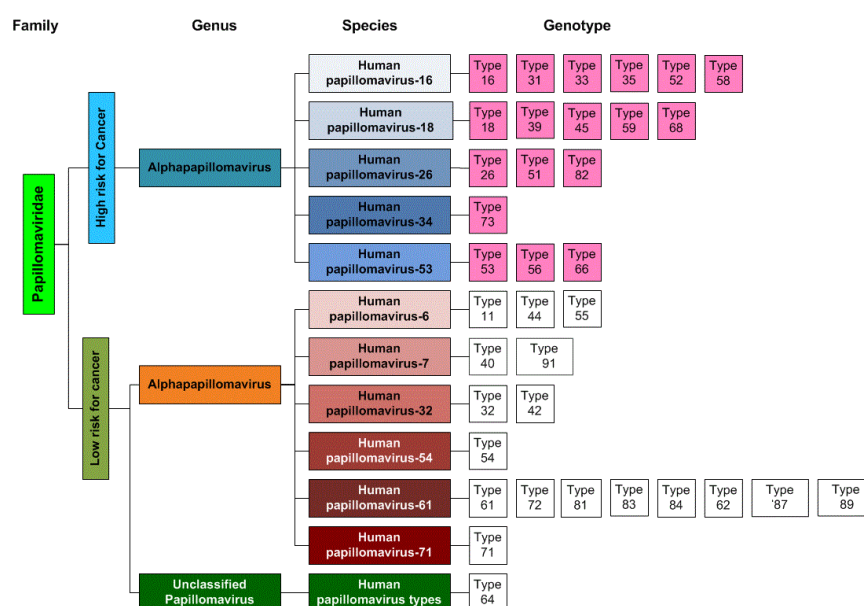 Family Genus Species Genotype
Papillomaviridae
High risk for Cancer
Alphapapillomavirus
Human
papillomavirus-16
Type
16
Type
31
Type
33
Type
35
Type
52
Type
58
Human
papillomavirus-18
Type
18
Type
39
Type
45
Type
59
Type
68
Human
papillomavirus-26
Type
26
Type
51
Type
82
Human
papillomavirus-34
Type
73
Human
papillomavirus-53
Type
53
Type
56
Type
66
Low risk for cancer
Alphapapillomavirus
Human
papillomavirus-6
Type
11
Type
44
Type
55
Human
papillomavirus-7
Type
40
Type
91
Human
papillomavirus-32
Type
32
Type
42
Human
papillomavirus-54
Type
54
Human
papillomavirus-61
Type
61
Type
72
Type
81
Type
83
Type
84
Type
62
Type
'87
Type
89
Human
papillomavirus-71
Type
71
Unclassified
Papillomavirus
Human
papillomavirus types
Type
64